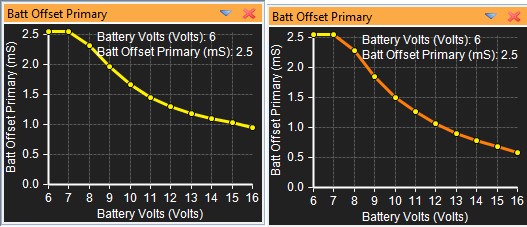 Batt Offset Primary
Battery Volts (Volts): 6
Batt Offset Primary (mS): 2.5
Batt Offset Primary (mS)
2.5
2.0
1.5
1.0
0.5
0.0
6 7 8 9 10 11 12 13 14 15 16
Battery Volts (Volts)
Batt Offset Primary
Battery Volts (Volts): 6
Batt Offset Primary (mS): 2.5
Batt Offset Primary (mS)
2.5
2.0
1.5
1.0
0.5
0.0
6 7 8 9 10 11 12 13 14 15 16
Battery Volts (Volts)